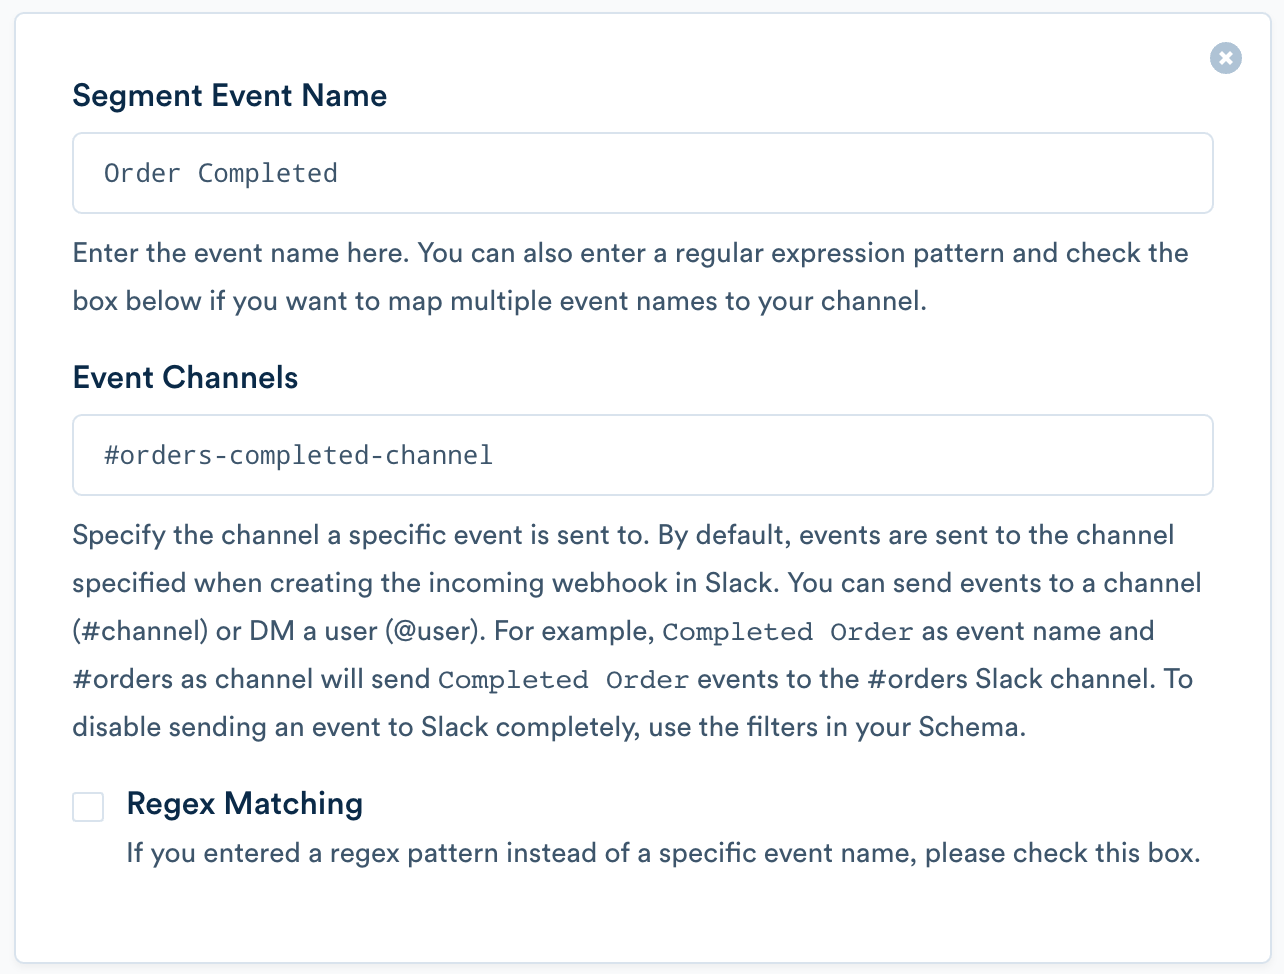 Segment Event Name
Order Completed
Enter the event name here. You can also enter a regular expression pattern and check the
box below if you want to map multiple event names to your channel.
Event Channels
#orders-completed-channel
Specify the channel a specific event is sent to. By default, events are sent to the channel
specified when creating the incoming webhook in Slack. You can send events to a channel
(#channel) or DM a user (@user). For example, Completed Order as event name and
#orders as channel will send Completed Order events to the #orders Slack channel. To
disable sending an event to Slack completely, use the filters in your Schema.
Regex Matching
If you entered a regex pattern instead of a specific event name, please check this box.